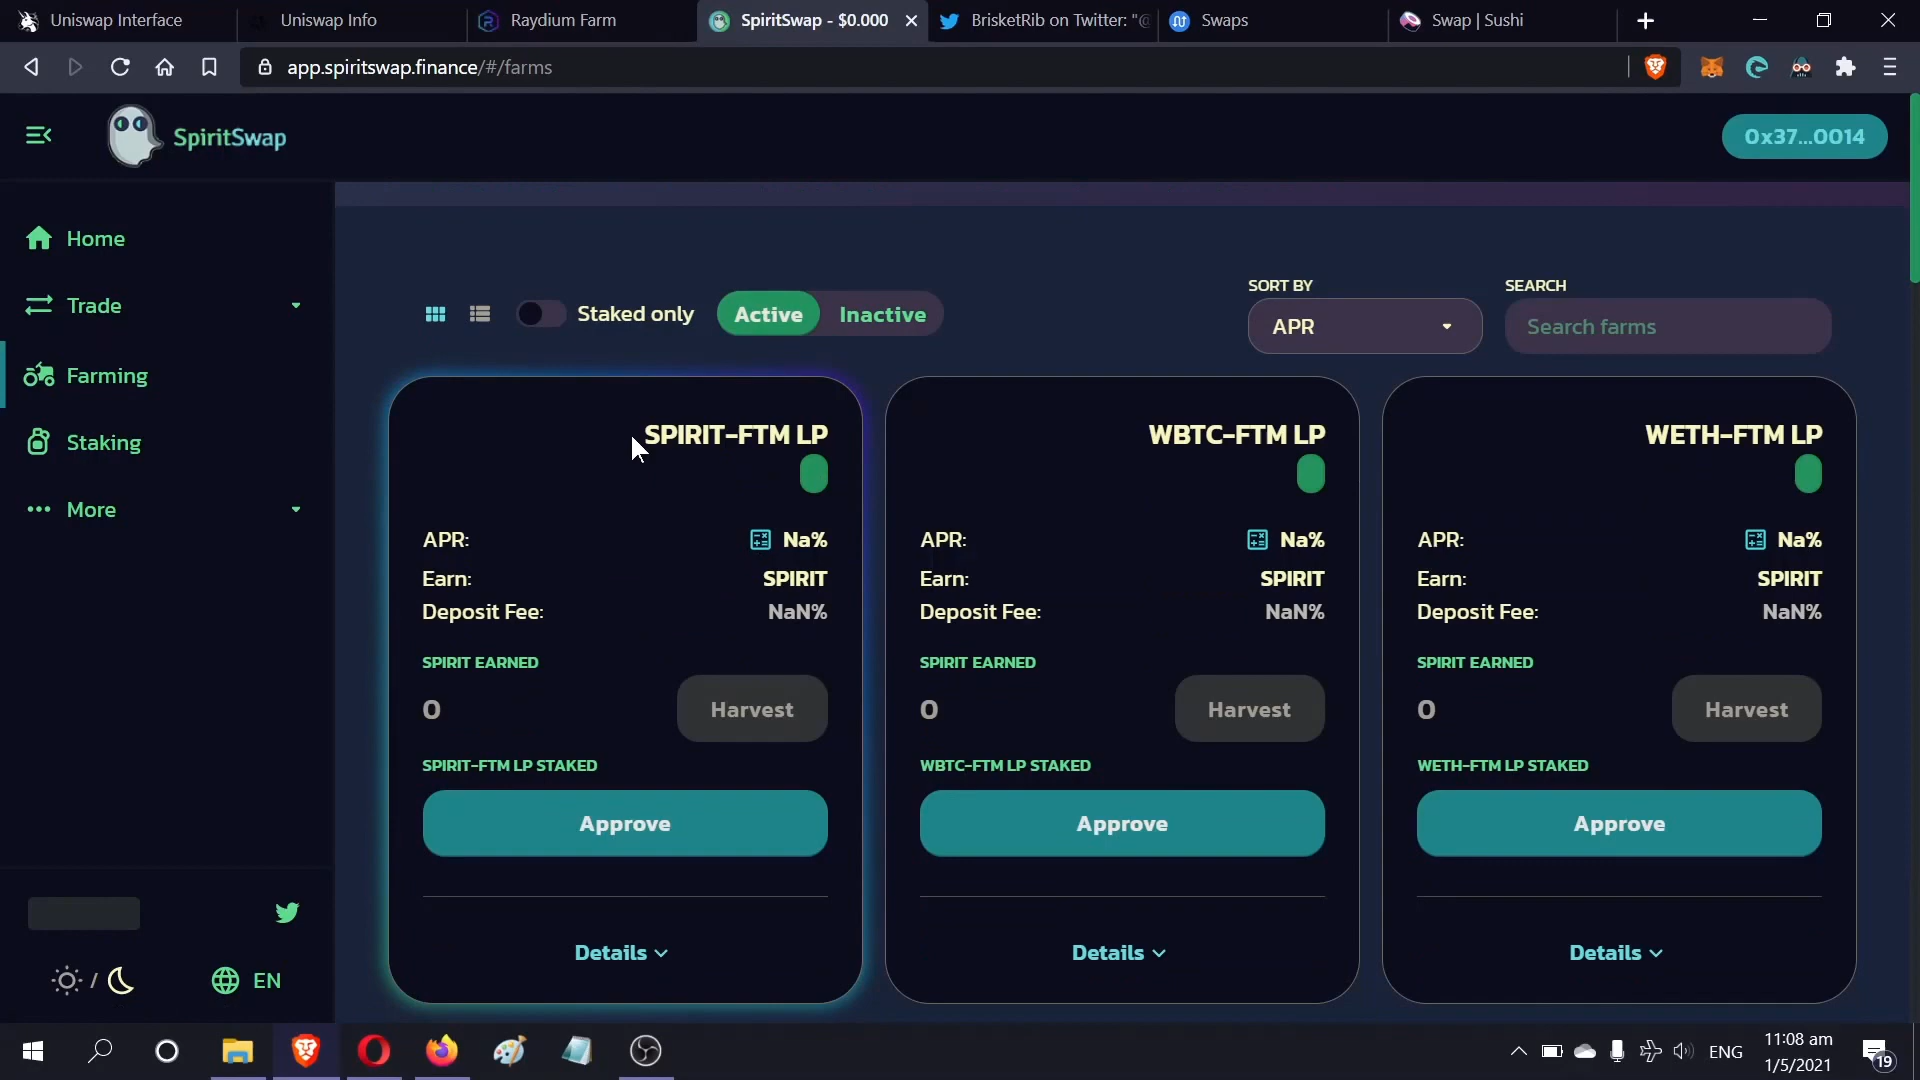 Uniswap Interface
Uniswap Info
Raydium Farm
SpiritSwap - $0.000
BrisketRib on Twitter: "@
Swaps
Swap | Sushi
app.spiritswap.finance/#/farms
SpiritSwap
0x37...0014
Home
Trade
Farming
Staking
More
/
EN
Staked only
Active
Inactive
SORT BY
APR
SEARCH
Search farms
SPIRIT-FTM LP
APR:
Na%
Earn:
SPIRIT
Deposit Fee:
NaN%
SPIRIT EARNED
0
Harvest
SPIRIT-FTM LP STAKED
Approve
Details
WBTC-FTM LP
APR:
Na%
Earn:
SPIRIT
Deposit Fee:
NaN%
SPIRIT EARNED
0
Harvest
WBTC-FTM LP STAKED
Approve
Details
WETH-FTM LP
APR:
Na%
Earn:
SPIRIT
Deposit Fee:
NaN%
SPIRIT EARNED
0
Harvest
WETH-FTM LP STAKED
Approve
Details
ENG
11:08 am
1/5/2021
19